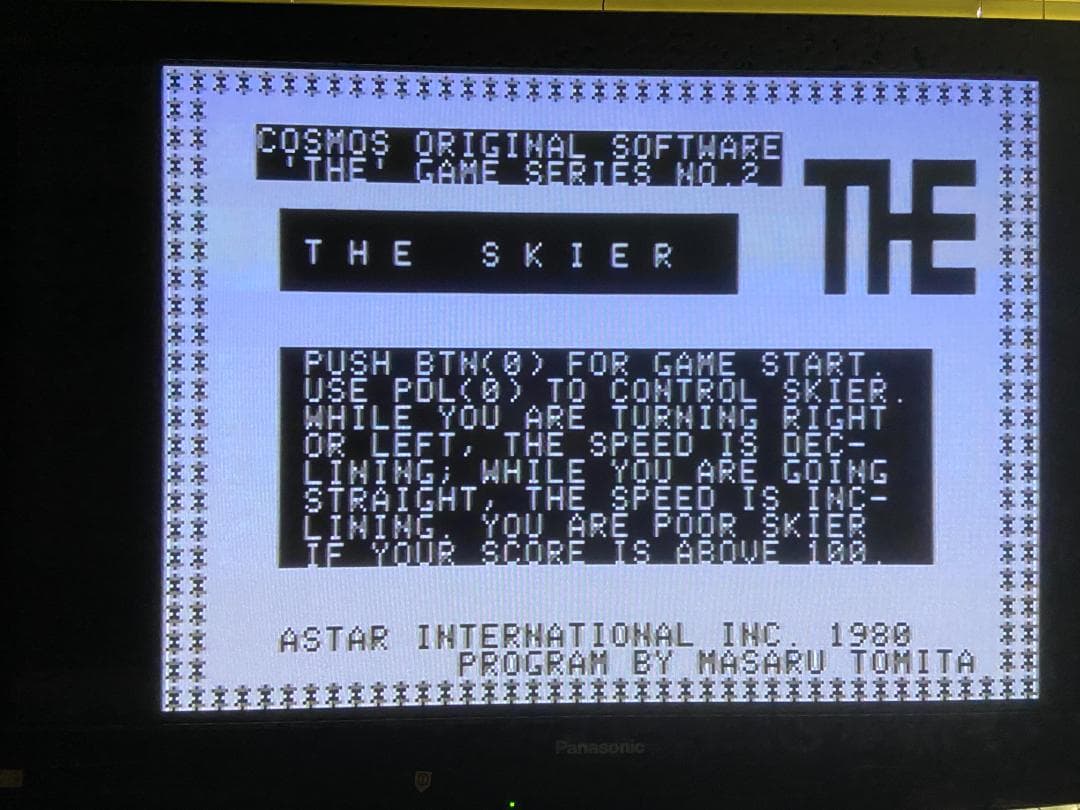 COSMOS ORIGINAL SOFTWARE
'THE' GAME SERIES NO.2
THE
THE SKIER
PUSH BTN(0) FOR GAME START.
USE PDL(0) TO CONTROL SKIER.
WHILE YOU ARE TURNING RIGHT
OR LEFT, THE SPEED IS DEC-
LINING; WHILE YOU ARE GOING
STRAIGHT, THE SPEED IS INC-
LINING. YOU ARE POOR SKIER
IF YOUR SCORE IS ABOVE 100.
ASTAR INTERNATIONAL INC. 1980
PROGRAM BY MASARU TOMITA
Panasonic